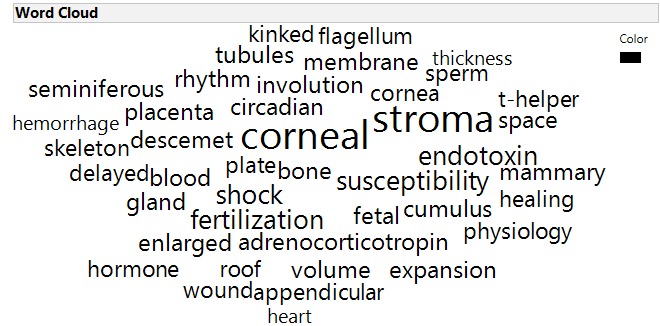 Word Cloud
Color
kinked flagellum
tubules membrane thickness
seminiferous rhythm involution cornea sperm
hemorrhage placenta circadian corneal stroma t-helper space
skeleton descemet endotoxin
delayed blood plate bone susceptibility mammary
gland shock fertilization fetal cumulus healing
enlarged adrenocorticotropin physiology
hormone roof volume expansion
wound appendicular
heart